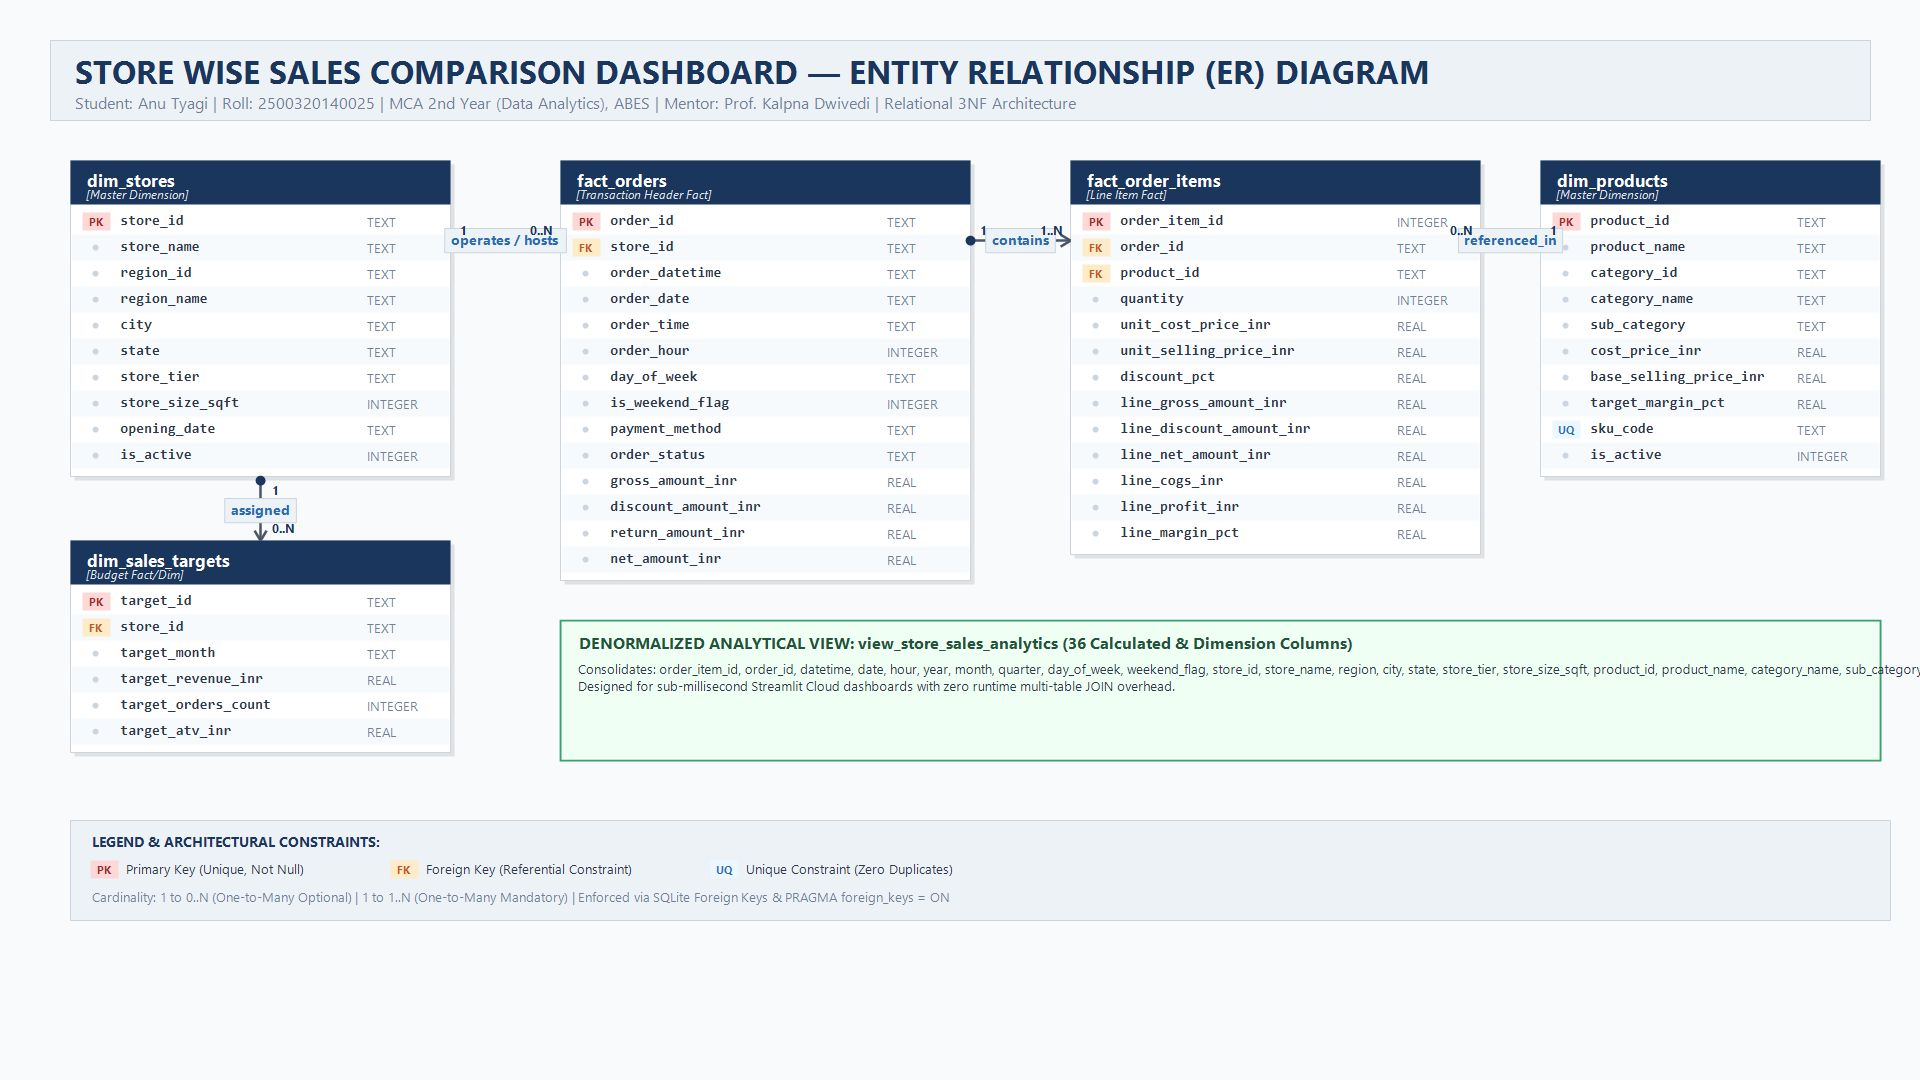 STORE WISE SALES COMPARISON DASHBOARD — ENTITY RELATIONSHIP (ER) DIAGRAM
Student: Anu Tyagi | Roll: 2500320140025 | MCA 2nd Year (Data Analytics), ABES | Mentor: Prof. Kalpna Dwivedi | Relational 3NF Architecture
dim_stores
[Master Dimension]
PK store_id TEXT
store_name TEXT
region_id TEXT
region_name TEXT
city TEXT
state TEXT
store_tier TEXT
store_size_sqft INTEGER
opening_date TEXT
is_active INTEGER
1 operates / hosts 0..N
fact_orders
[Transaction Header Fact]
PK order_id TEXT
FK store_id TEXT
order_datetime TEXT
order_date TEXT
order_time TEXT
order_hour INTEGER
day_of_week TEXT
is_weekend_flag INTEGER
payment_method TEXT
order_status TEXT
gross_amount_inr REAL
discount_amount_inr REAL
return_amount_inr REAL
net_amount_inr REAL
1 contains 1..N
fact_order_items
[Line Item Fact]
PK order_item_id INTEGER
FK order_id TEXT
FK product_id TEXT
quantity INTEGER
unit_cost_price_inr REAL
unit_selling_price_inr REAL
discount_pct REAL
line_gross_amount_inr REAL
line_discount_amount_inr REAL
line_net_amount_inr REAL
line_cogs_inr REAL
line_profit_inr REAL
line_margin_pct REAL
0..N referenced_in 1
dim_products
[Master Dimension]
PK product_id TEXT
product_name TEXT
category_id TEXT
category_name TEXT
sub_category TEXT
cost_price_inr REAL
base_selling_price_inr REAL
target_margin_pct REAL
UQ sku_code TEXT
is_active INTEGER
1
assigned
0..N
dim_sales_targets
[Budget Fact/Dim]
PK target_id TEXT
FK store_id TEXT
target_month TEXT
target_revenue_inr REAL
target_orders_count INTEGER
target_atv_inr REAL
DENORMALIZED ANALYTICAL VIEW: view_store_sales_analytics (36 Calculated & Dimension Columns)
Consolidates: order_item_id, order_id, datetime, date, hour, year, month, quarter, day_of_week, weekend_flag, store_id, store_name, region, city, state, store_tier, store_size_sqft, product_id, product_name, category_name, sub_category
Designed for sub-millisecond Streamlit Cloud dashboards with zero runtime multi-table JOIN overhead.
LEGEND & ARCHITECTURAL CONSTRAINTS:
PK Primary Key (Unique, Not Null) FK Foreign Key (Referential Constraint) UQ Unique Constraint (Zero Duplicates)
Cardinality: 1 to 0..N (One-to-Many Optional) | 1 to 1..N (One-to-Many Mandatory) | Enforced via SQLite Foreign Keys & PRAGMA foreign_keys = ON